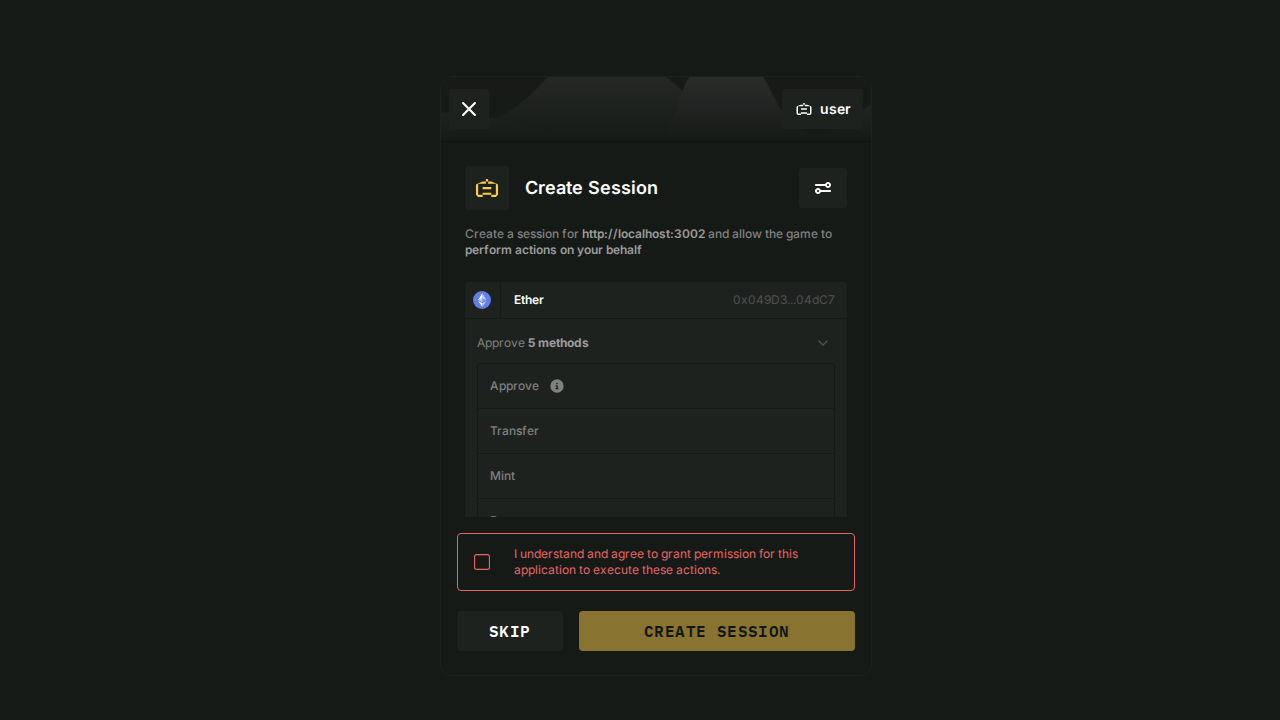 user
Create Session
Create a session for http://localhost:3002 and allow the game to
perform actions on your behalf
Ether 0x049D3...04dC7
Approve 5 methods
Approve
Transfer
Mint
I understand and agree to grant permission for this
application to execute these actions.
SKIP CREATE SESSION